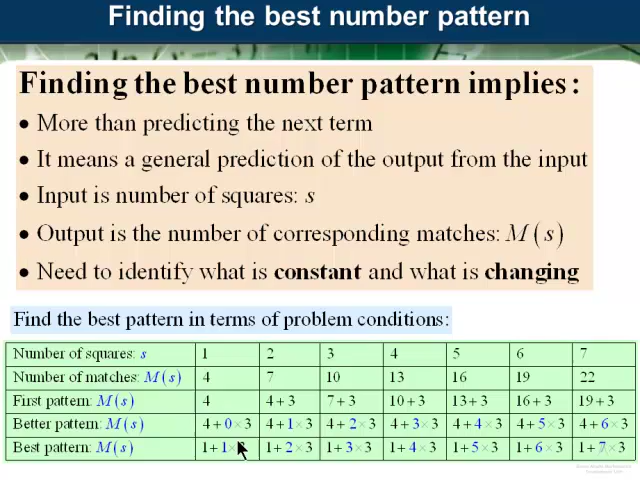 Finding the best number pattern
Finding the best number pattern implies:
• More than predicting the next term
• It means a general prediction of the output from the input
• Input is number of squares: s
• Output is the number of corresponding matches: M(s)
• Need to identify what is constant and what is changing
Find the best pattern in terms of problem conditions:
Number of squares: s 1 2 3 4 5 6 7
Number of matches: M(s) 4 7 10 13 16 19 22
First pattern: M(s) 4 4+3 7+3 10+3 13+3 16+3 19+3
Better pattern: M(s) 4+0×3 4+1×3 4+2×3 4+3×3 4+4×3 4+5×3 4+6×3
Best pattern: M(s) 1+1×3 1+2×3 1+3×3 1+4×3 1+5×3 1+6×3 1+7×3